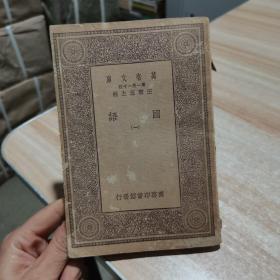 萬有文庫
第一集一千種
王雲五主編
國語
(一)
商務印書館發行